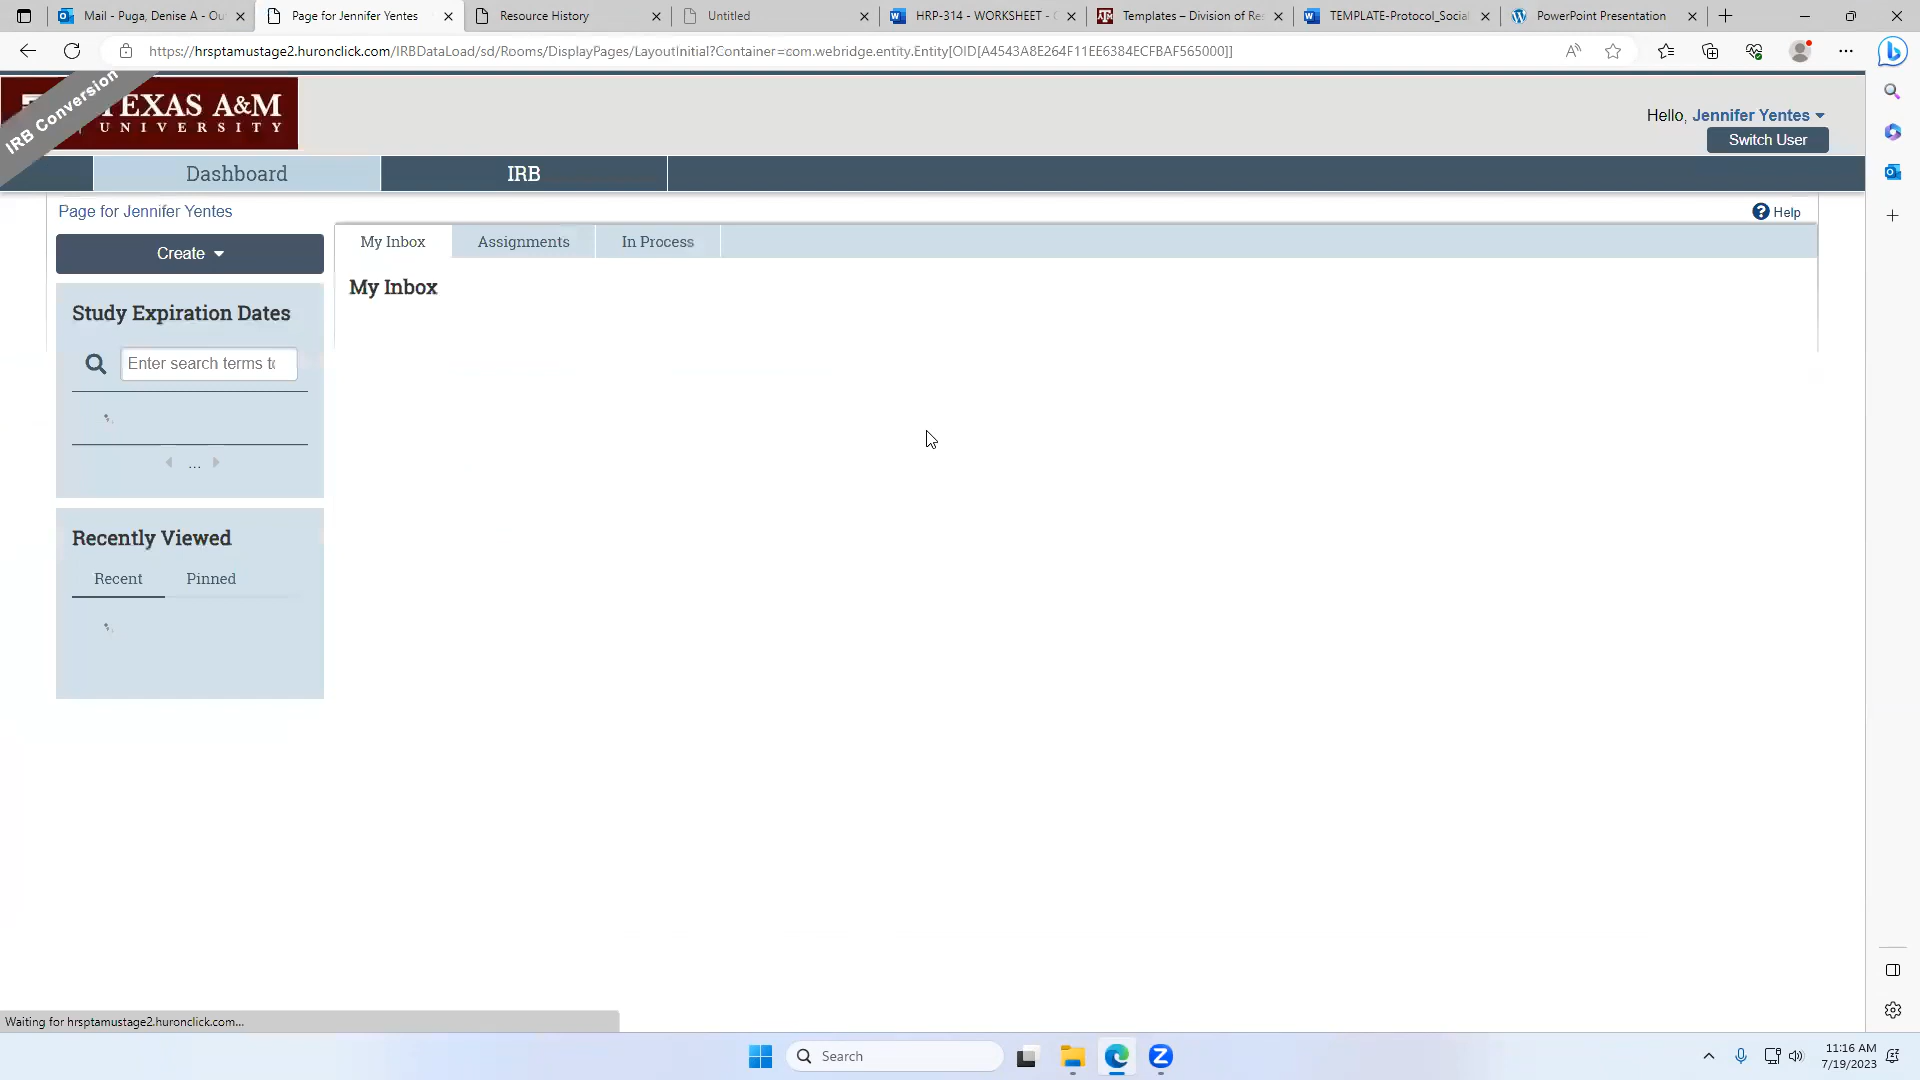 Mail - Puga, Denise A - Ou
Page for Jennifer Yentes
Resource History
Untitled
HRP-314 - WORKSHEET - C
Templates – Division of Re
TEMPLATE-Protocol_Social
PowerPoint Presentation
https://hrsptamustage2.huronclick.com/IRBDataLoad/sd/Rooms/DisplayPages/LayoutInitial?Container=com.webridge.entity.Entity[OID[A4543A8E264F11EE6384ECFBAF565000]]
IRB Conversion
TEXAS A&M
UNIVERSITY
Hello, Jennifer Yentes
Switch User
Dashboard
IRB
Page for Jennifer Yentes
Help
Create
My Inbox
Assignments
In Process
My Inbox
Study Expiration Dates
Enter search terms to
...
Recently Viewed
Recent
Pinned
Waiting for hrsptamustage2.huronclick.com...
Search
11:16 AM
7/19/2023